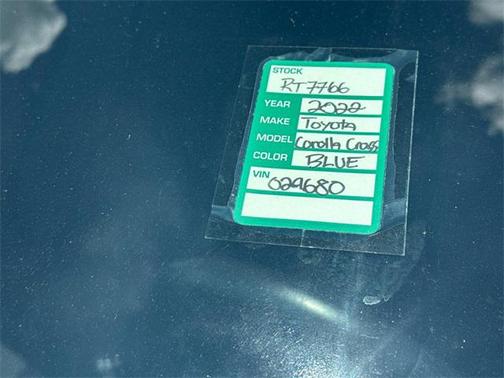 STOCK
RT7766
YEAR 2022
MAKE Toyota
MODEL Corolla Cross
COLOR BLUE
VIN
029680